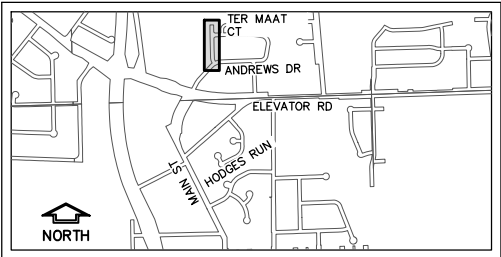 TER MAAT
CT
ANDREWS DR
ELEVATOR RD
HODGES RUN
MAIN ST
NORTH